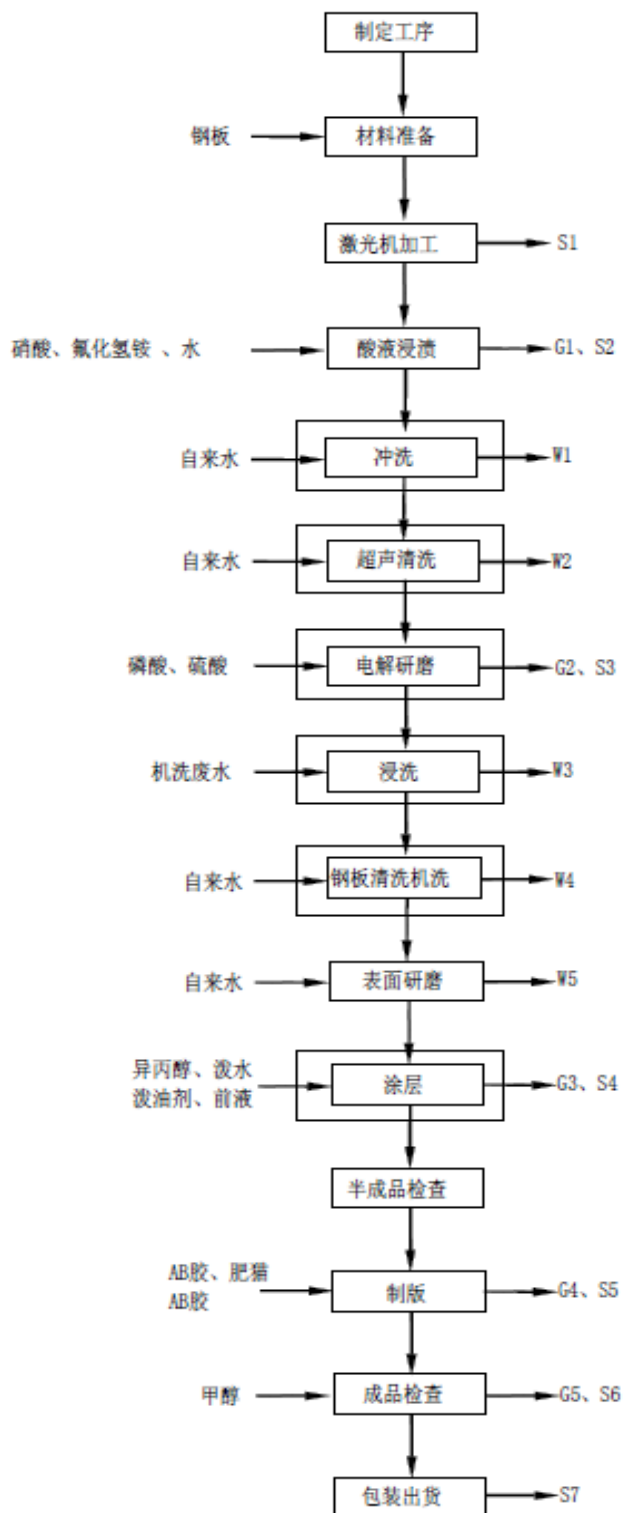 制定工序
钢板
材料准备
激光机加工
S1
硝酸、氟化氢铵 、水
酸液浸渍
G1、S2
自来水
冲洗
W1
自来水
超声清洗
W2
磷酸、硫酸
电解研磨
G2、S3
机洗废水
浸洗
W3
自来水
钢板清洗机洗
W4
自来水
表面研磨
W5
异丙醇、泼水
泼油剂、前液
涂层
G3、S4
半成品检查
AB胶、肥猫
AB胶
制版
G4、S5
甲醇
成品检查
G5、S6
包装出货
S7